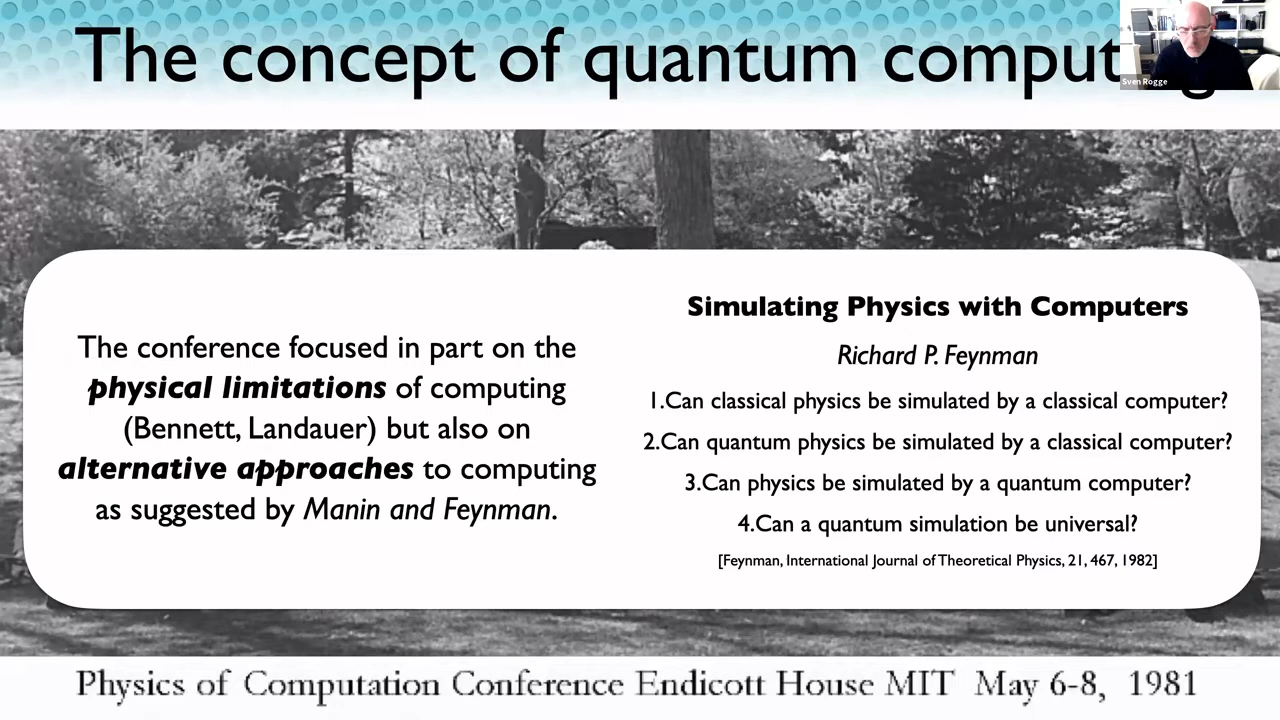 The concept of quantum comput g
Sven Rogge
The conference focused in part on the
physical limitations of computing
(Bennett, Landauer) but also on
alternative approaches to computing
as suggested by Manin and Feynman.
Simulating Physics with Computers
Richard P. Feynman
1.Can classical physics be simulated by a classical computer?
2.Can quantum physics be simulated by a classical computer?
3.Can physics be simulated by a quantum computer?
4.Can a quantum simulation be universal?
[Feynman, International Journal of Theoretical Physics, 21, 467, 1982]
Physics of Computation Conference Endicott House MIT May 6-8, 1981